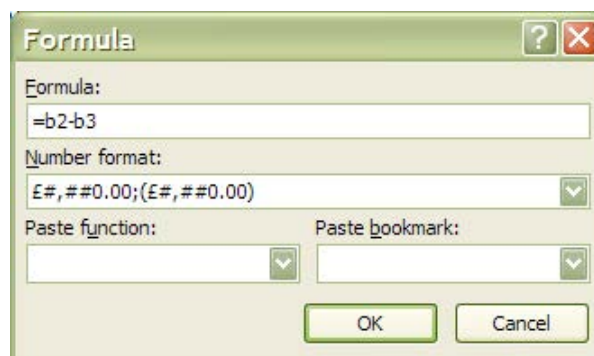 Formula
Formula:
=b2-b3
Number format:
£#,##0.00;(£#,##0.00)
Paste function: Paste bookmark:
OK Cancel